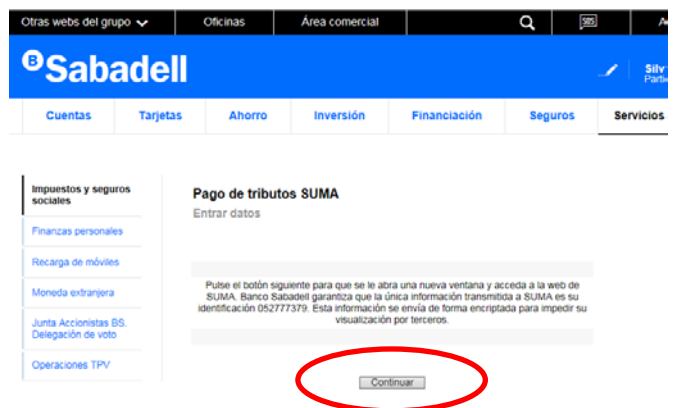 Otras webs del grupo Oficinas Área comercial SOS
BSabadell
Silv
Parti
Cuentas Tarjetas Ahorro Inversión Financiación Seguros Servicios
Impuestos y seguros
sociales
Finanzas personales
Recarga de móviles
Moneda extranjera
Junta Accionistas BS.
Delegación de voto
Operaciones TPV
Pago de tributos SUMA
Entrar datos
Pulse el botón siguiente para que se le abra una nueva ventana y acceda a la web de
SUMA. Banco Sabadell garantiza que la única información transmitida a SUMA es su
identificación 052777379. Esta información se envía de forma encriptada para impedir su
visualización por terceros.
Continuar